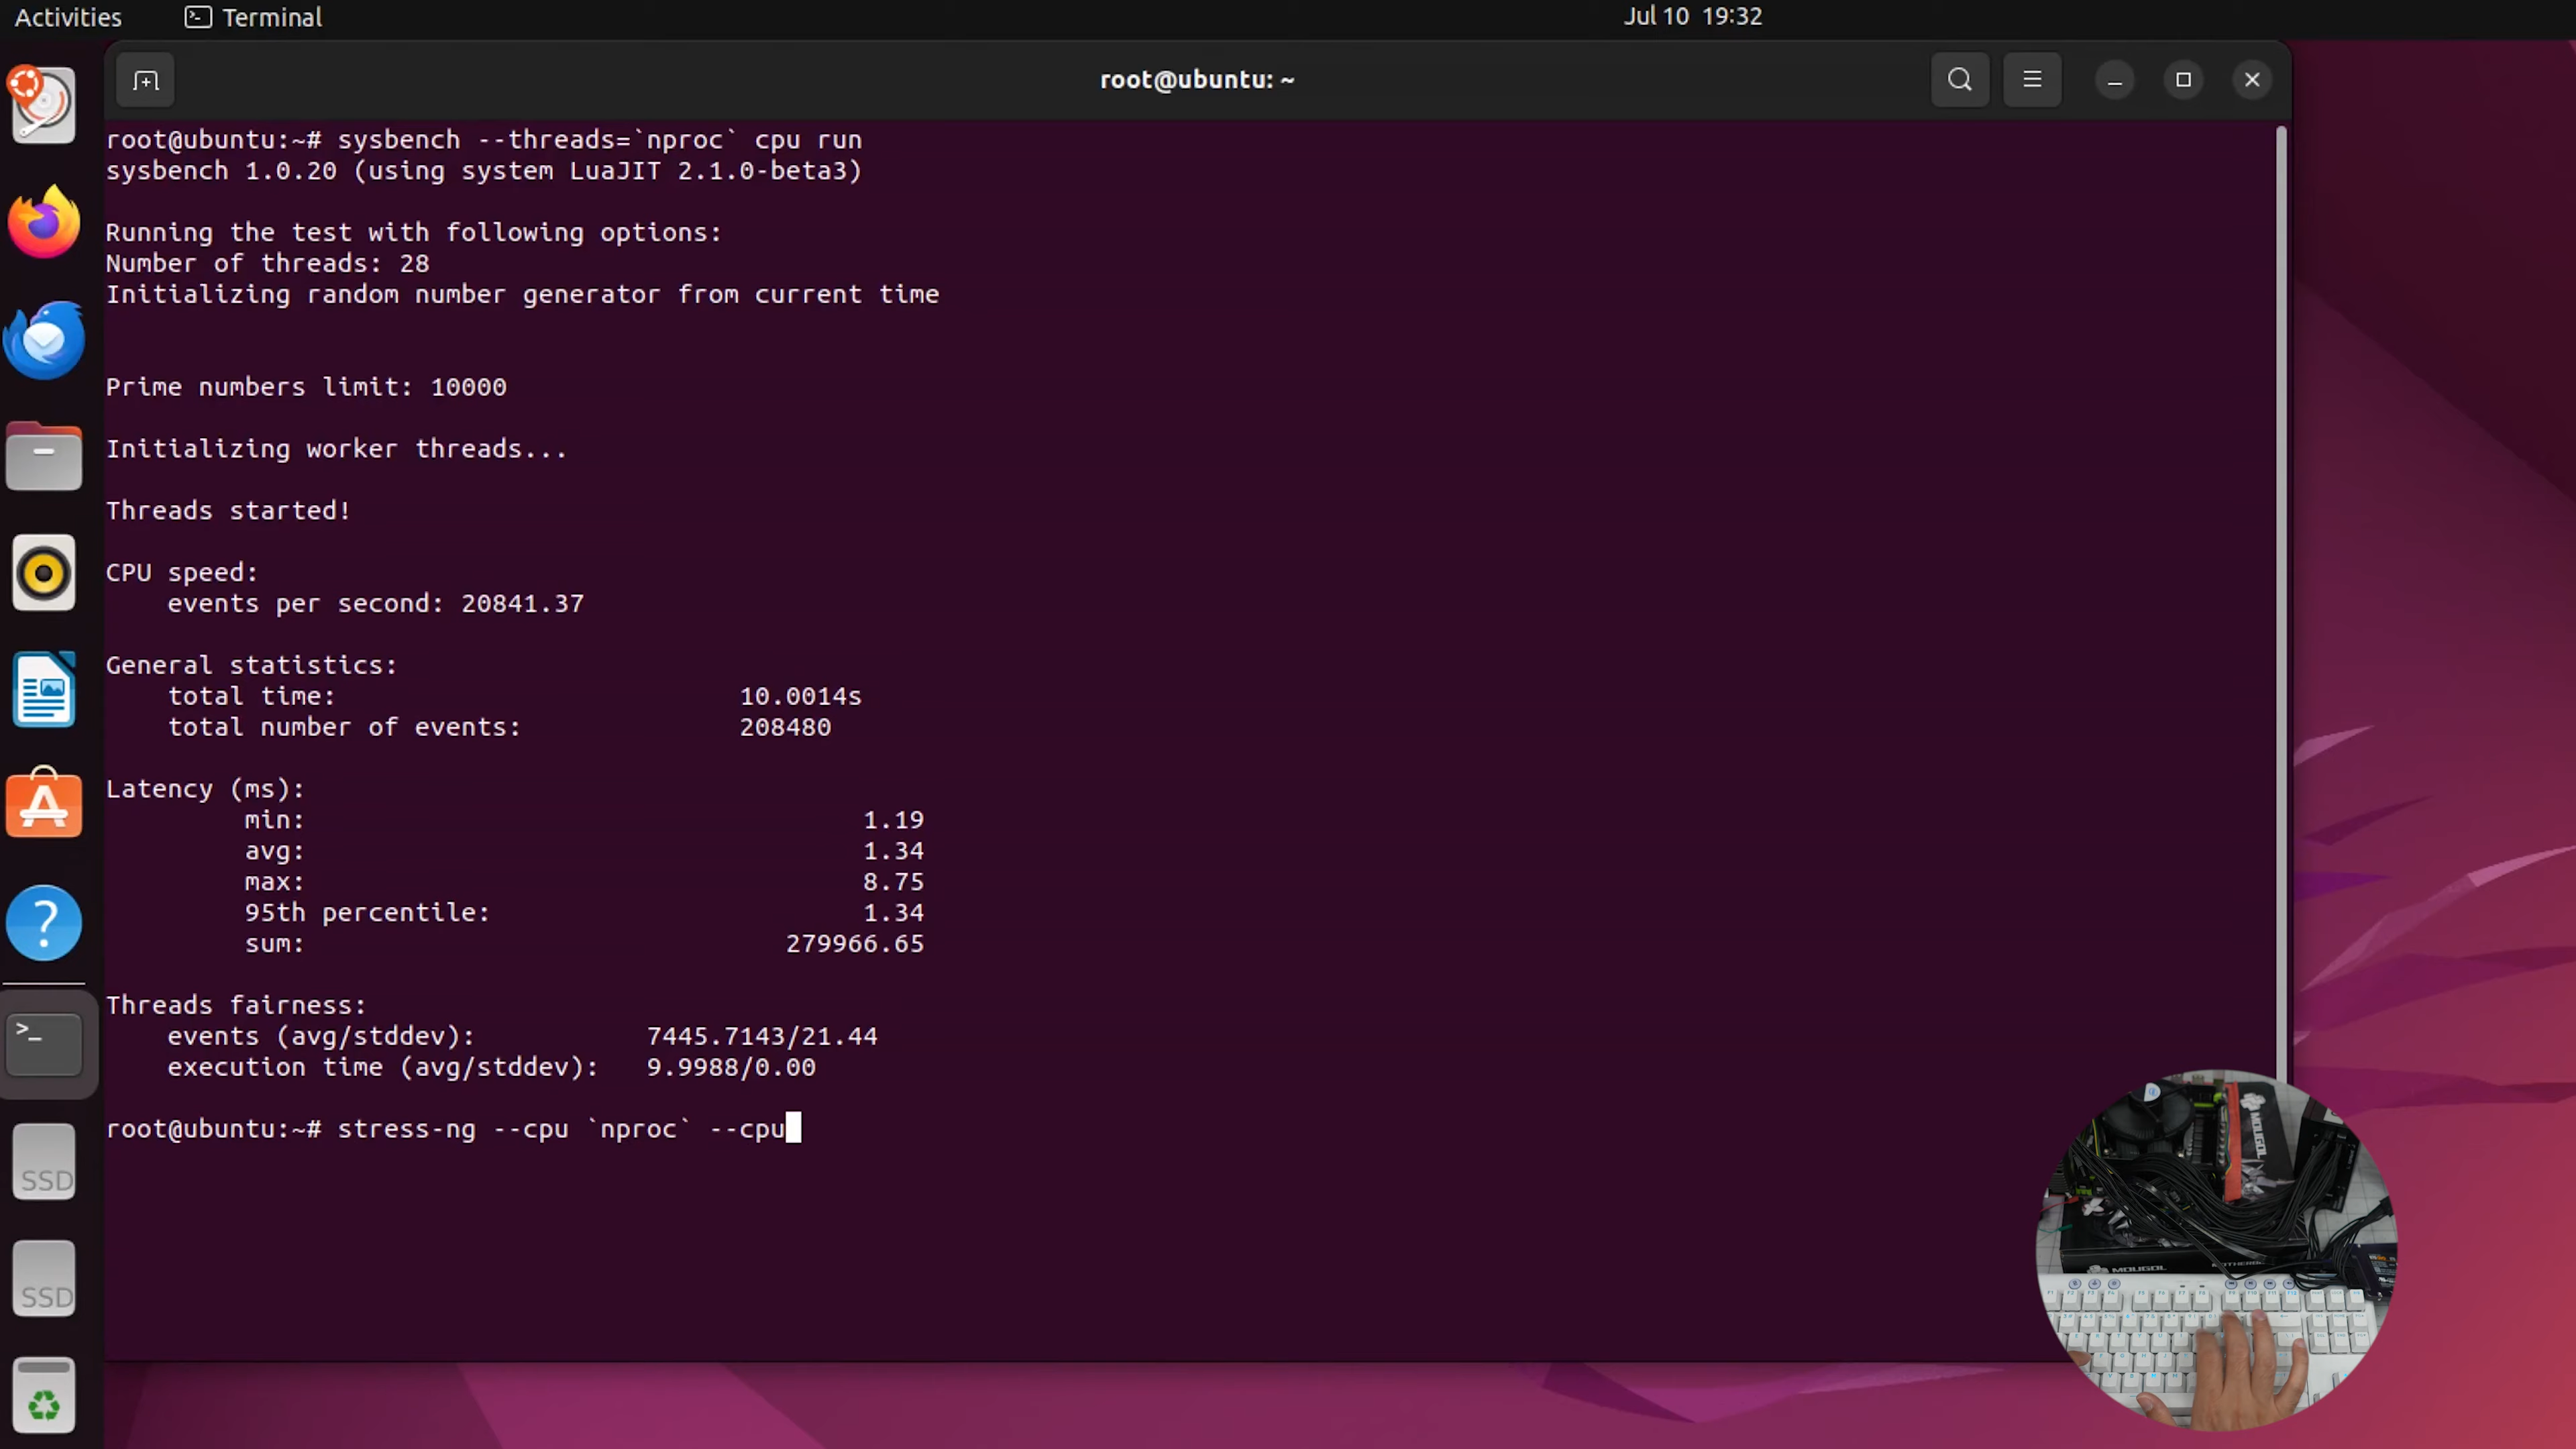 Activities
Terminal
Jul 10 19:32
root@ubuntu: ~
root@ubuntu:~# sysbench --threads=`nproc` cpu run
sysbench 1.0.20 (using system LuaJIT 2.1.0-beta3)
Running the test with following options:
Number of threads: 28
Initializing random number generator from current time
Prime numbers limit: 10000
Initializing worker threads...
Threads started!
CPU speed:
events per second: 20841.37
General statistics:
total time: 10.0014s
total number of events: 208480
Latency (ms):
min: 1.19
avg: 1.34
max: 8.75
95th percentile: 1.34
sum: 279966.65
Threads fairness:
events (avg/stddev): 7445.7143/21.44
execution time (avg/stddev): 9.9988/0.00
root@ubuntu:~# stress-ng --cpu `nproc` --cpu
SSD
SSD
MOUGOL
MOUGOL